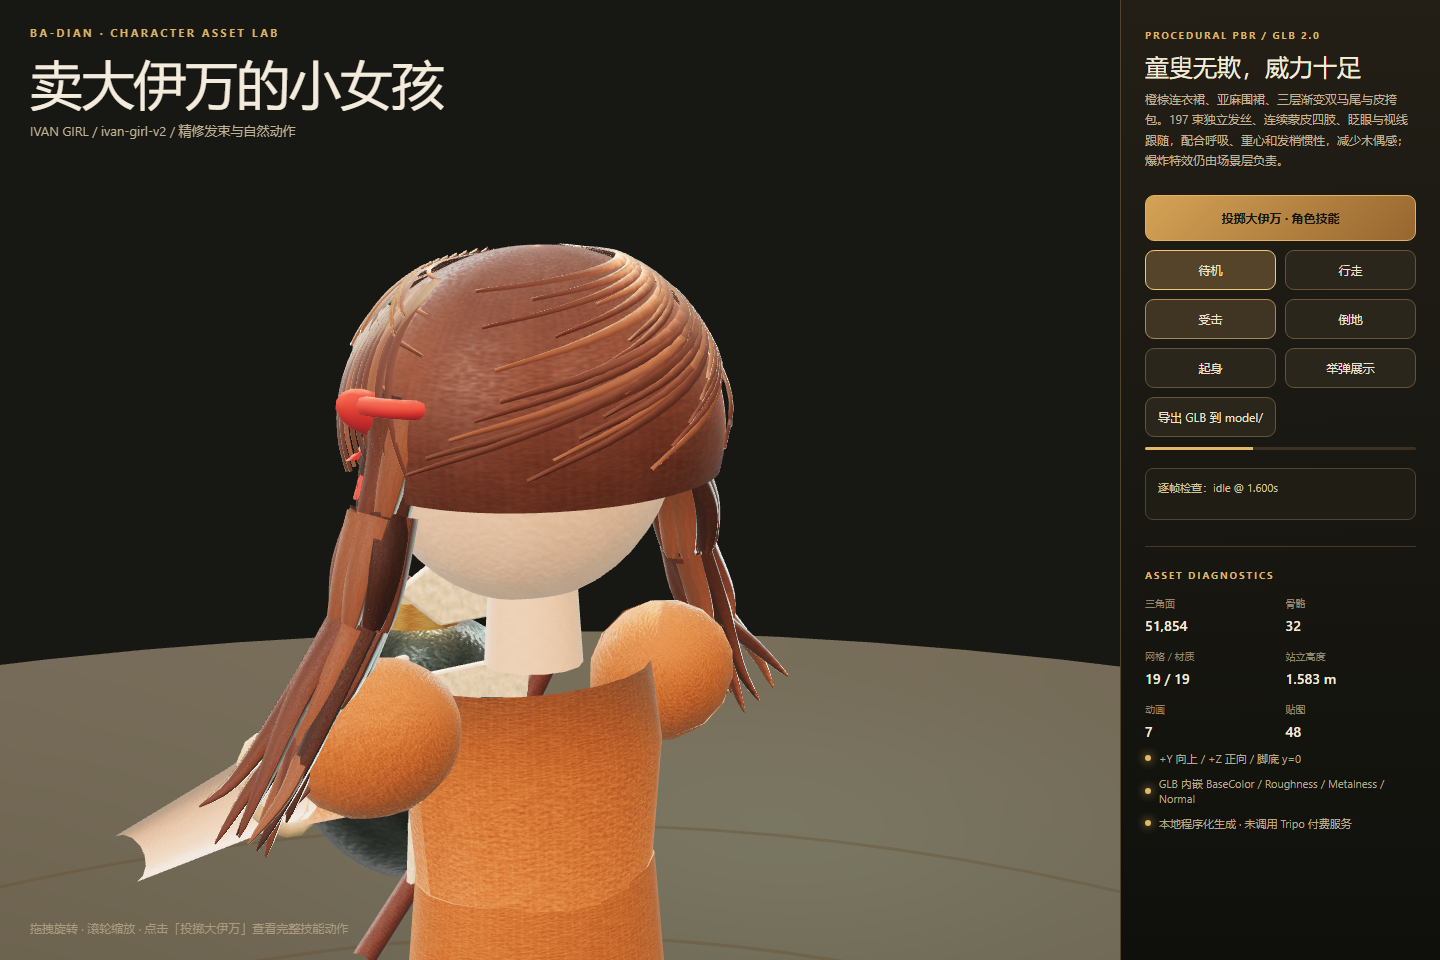 BA-DIAN · CHARACTER ASSET LAB
卖大伊万的小女孩
IVAN GIRL / ivan-girl-v2 / 精修发束与自然动作
拖拽旋转 · 滚轮缩放 · 点击「投掷大伊万」查看完整技能动作
PROCEDURAL PBR / GLB 2.0
童叟无欺，威力十足
橙棕连衣裙、亚麻围裙、三层渐变双马尾与皮挎
包。197 束独立发丝、连续蒙皮四肢、眨眼与视线
跟随，配合呼吸、重心和发梢惯性，减少木偶感；
爆炸特效仍由场景层负责。
投掷大伊万 · 角色技能
待机
行走
受击
倒地
起身
举弹展示
导出 GLB 到 model/
逐帧检查：idle @ 1.600s
ASSET DIAGNOSTICS
三角面
骨骼
51,854
32
网格 / 材质
站立高度
19 / 19
1.583 m
动画
贴图
7
48
+Y 向上 / +Z 正向 / 脚底 y=0
GLB 内嵌 BaseColor / Roughness / Metalness /
Normal
本地程序化生成 · 未调用 Tripo 付费服务